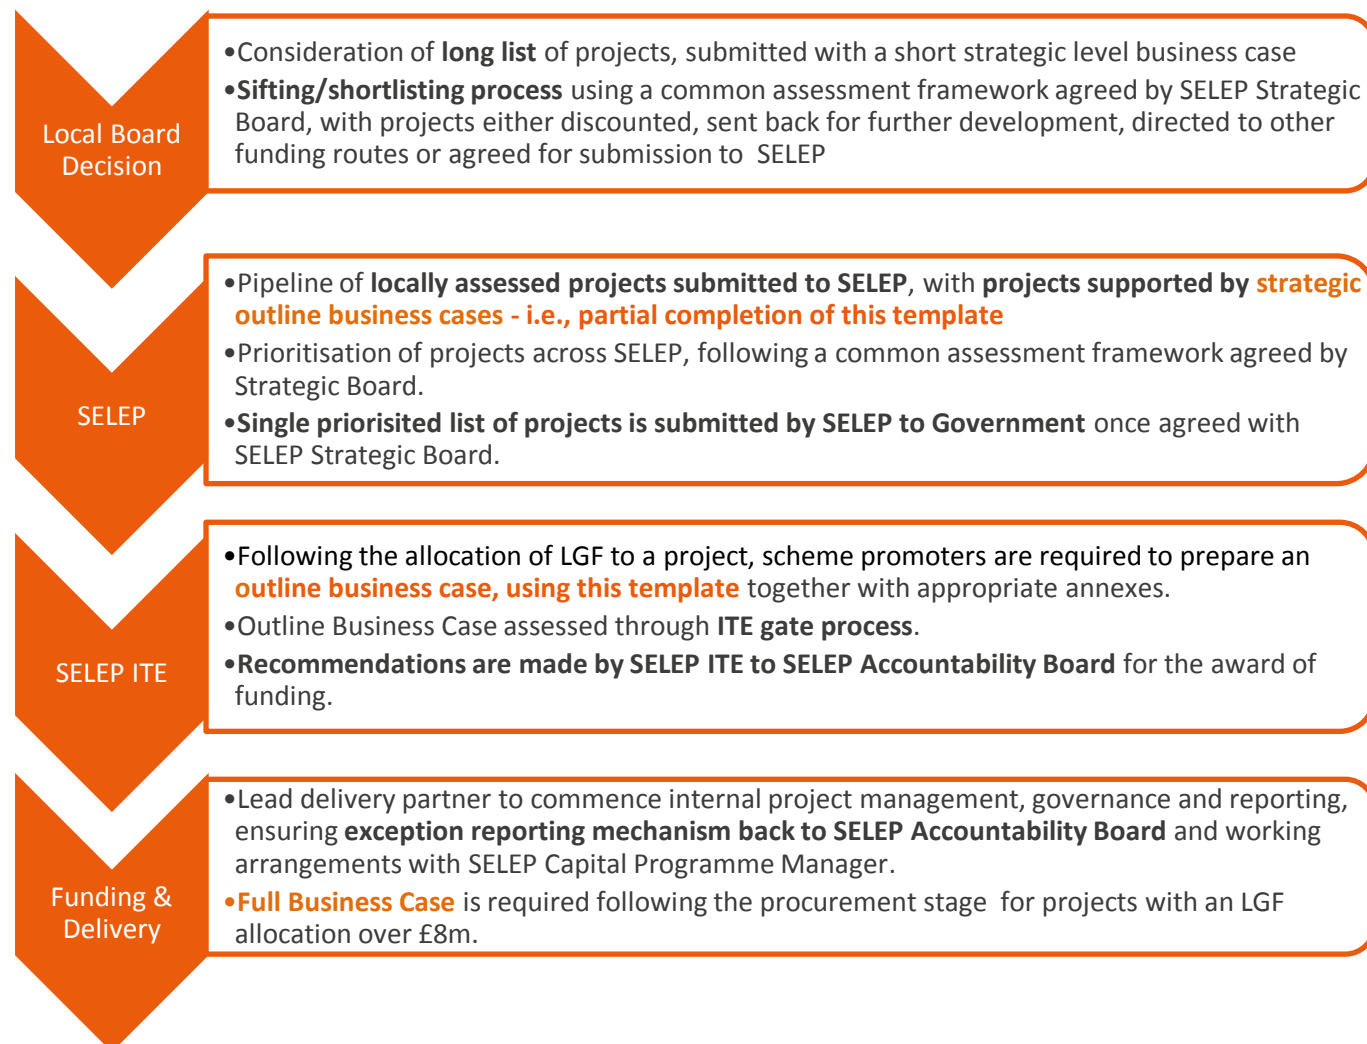 Local Board
Decision
•Consideration of long list of projects, submitted with a short strategic level business case
•Sifting/shortlisting process using a common assessment framework agreed by SELEP Strategic
Board, with projects either discounted, sent back for further development, directed to other
funding routes or agreed for submission to SELEP
SELEP
•Pipeline of locally assessed projects submitted to SELEP, with projects supported by strategic
outline business cases - i.e., partial completion of this template
•Prioritisation of projects across SELEP, following a common assessment framework agreed by
Strategic Board.
•Single priorisited list of projects is submitted by SELEP to Government once agreed with
SELEP Strategic Board.
SELEP ITE
•Following the allocation of LGF to a project, scheme promoters are required to prepare an
outline business case, using this template together with appropriate annexes.
•Outline Business Case assessed through ITE gate process.
•Recommendations are made by SELEP ITE to SELEP Accountability Board for the award of
funding.
Funding &
Delivery
•Lead delivery partner to commence internal project management, governance and reporting,
ensuring exception reporting mechanism back to SELEP Accountability Board and working
arrangements with SELEP Capital Programme Manager.
•Full Business Case is required following the procurement stage for projects with an LGF
allocation over £8m.